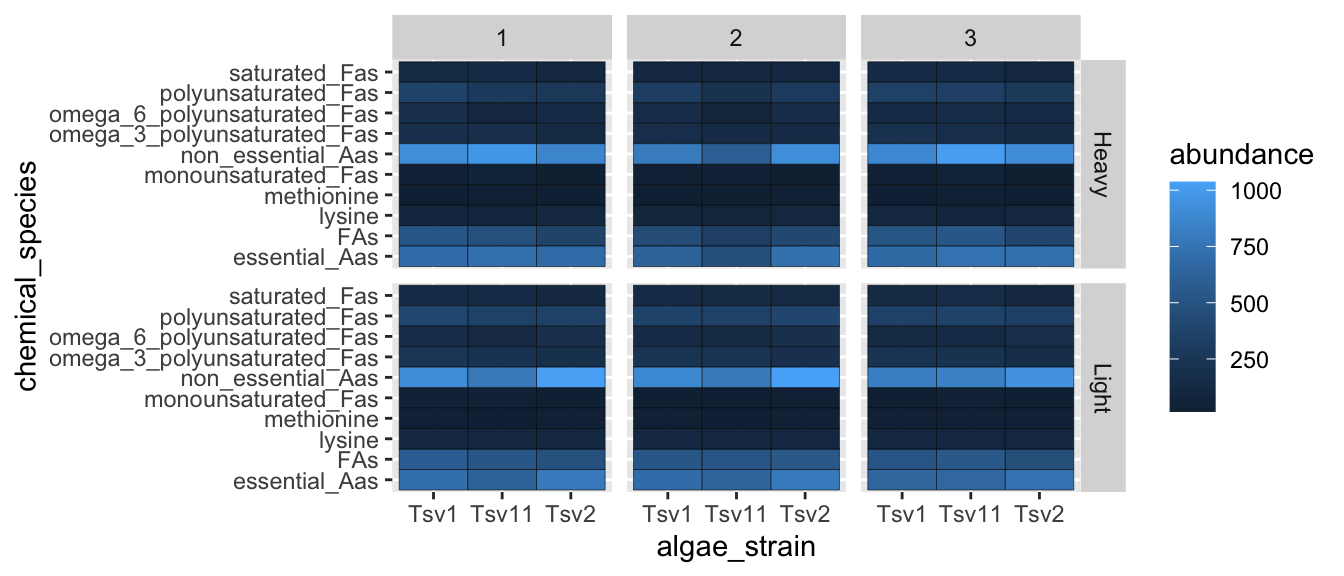 1 2 3
saturated_Fas
polyunsaturated_Fas
omega_6_polyunsaturated_Fas
omega_3_polyunsaturated_Fas
non_essential_Aas
monounsaturated_Fas
methionine
lysine
FAs
essential_Aas
Heavy
saturated_Fas
polyunsaturated_Fas
omega_6_polyunsaturated_Fas
omega_3_polyunsaturated_Fas
non_essential_Aas
monounsaturated_Fas
methionine
lysine
FAs
essential_Aas
Light
chemical_species
Tsv1 Tsv11 Tsv2 Tsv1 Tsv11 Tsv2 Tsv1 Tsv11 Tsv2
algae_strain
abundance
1000
750
500
250